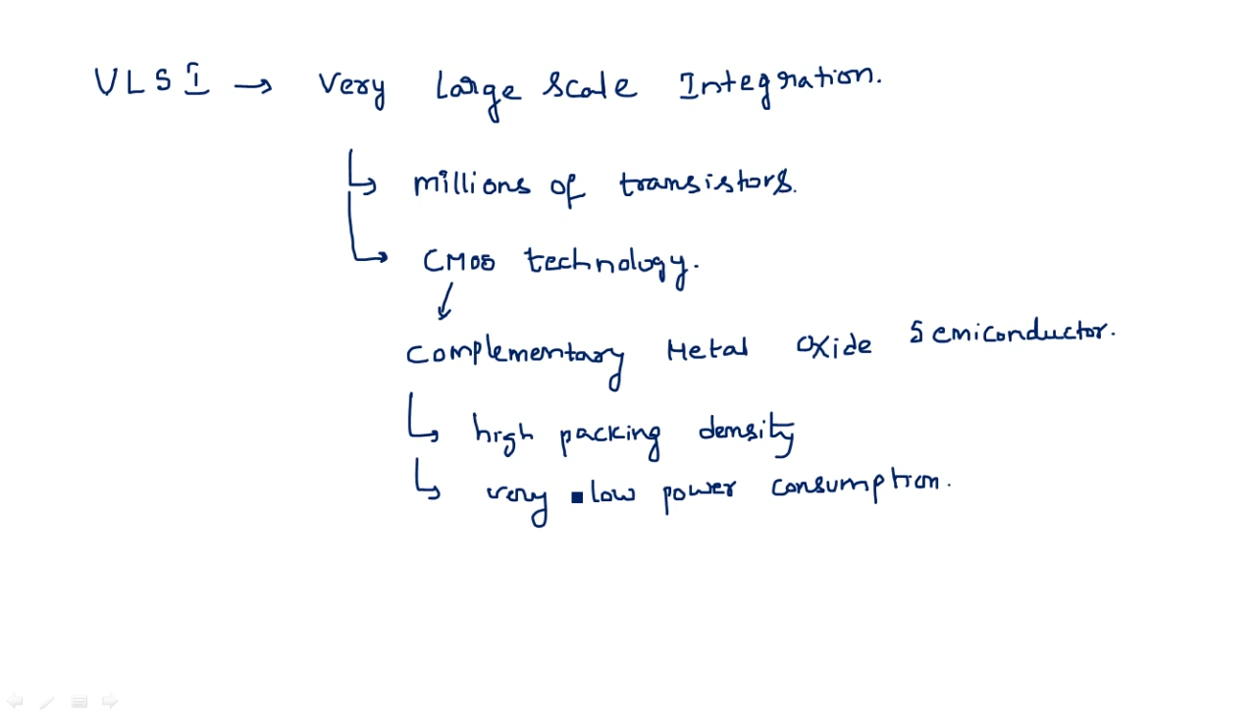 VLSI → Very Large Scale Integration.
↳ millions of transistors.
↳ CMOS technology.
↓
Complementary Metal Oxide Semiconductor.
↳ high packing density
↳ very low power consumption.